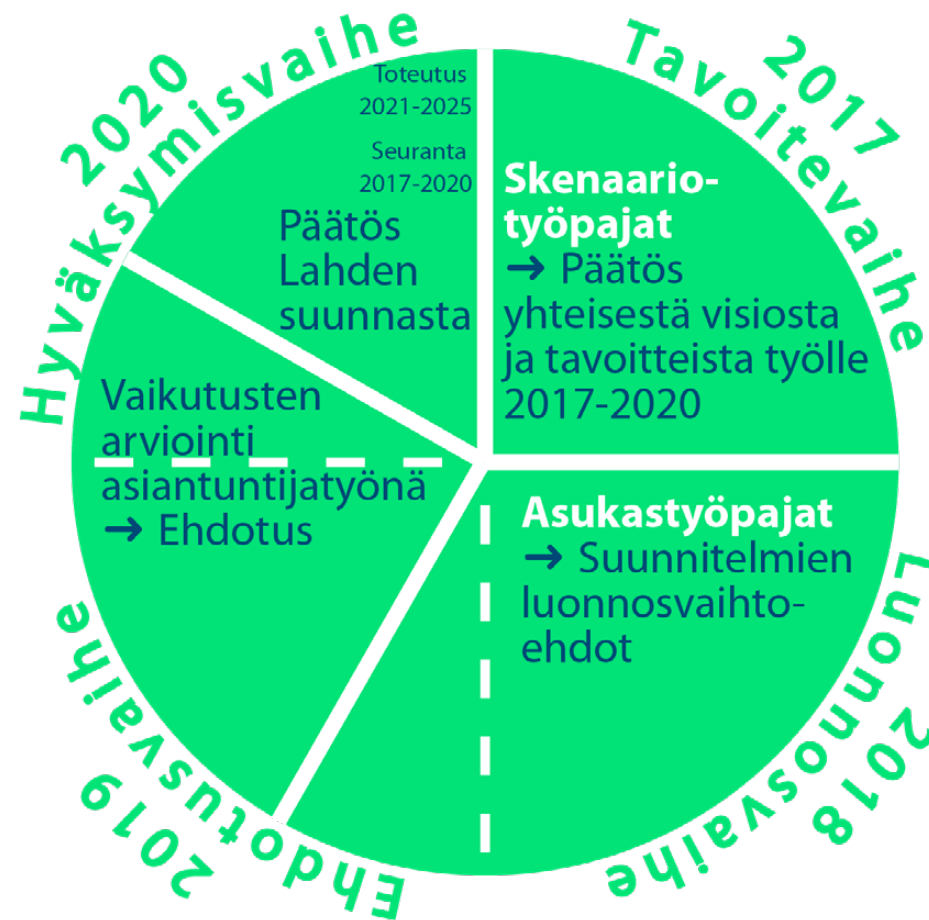 2017
Tavoitevaihe
Skenaario-
työpajat
→ Päätös
yhteisestä visiosta
ja tavoitteista työlle
2017-2020
2018
Luonnosvaihe
Asukastyöpajat
→ Suunnitelmien
luonnosvaihto-
ehdot
2019
Ehdotusvaihe
Vaikutusten
arviointi
asiantuntijatyönä
→ Ehdotus
2020
Hyväksymisvaihe
Toteutus
2021-2025
Seuranta
2017-2020
Päätös
Lahden
suunnasta